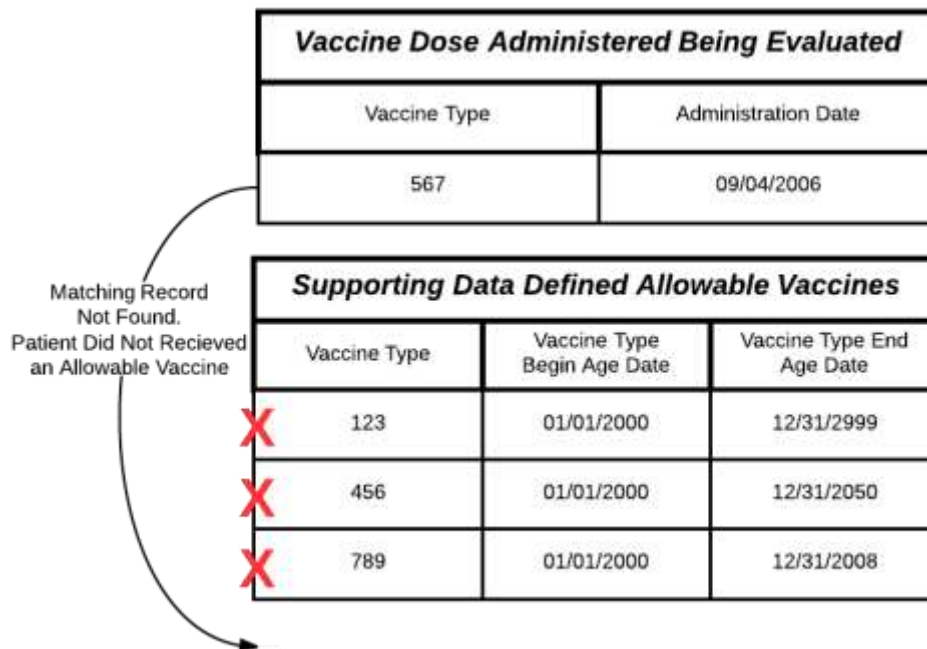 Vaccine Dose Administered Being Evaluated
Vaccine Type Administration Date
567 09/04/2006
Matching Record
Not Found.
Patient Did Not Recieved
an Allowable Vaccine
Supporting Data Defined Allowable Vaccines
Vaccine Type Vaccine Type Begin Age Date Vaccine Type End Age Date
X 123 01/01/2000 12/31/2999
X 456 01/01/2000 12/31/2050
X 789 01/01/2000 12/31/2008